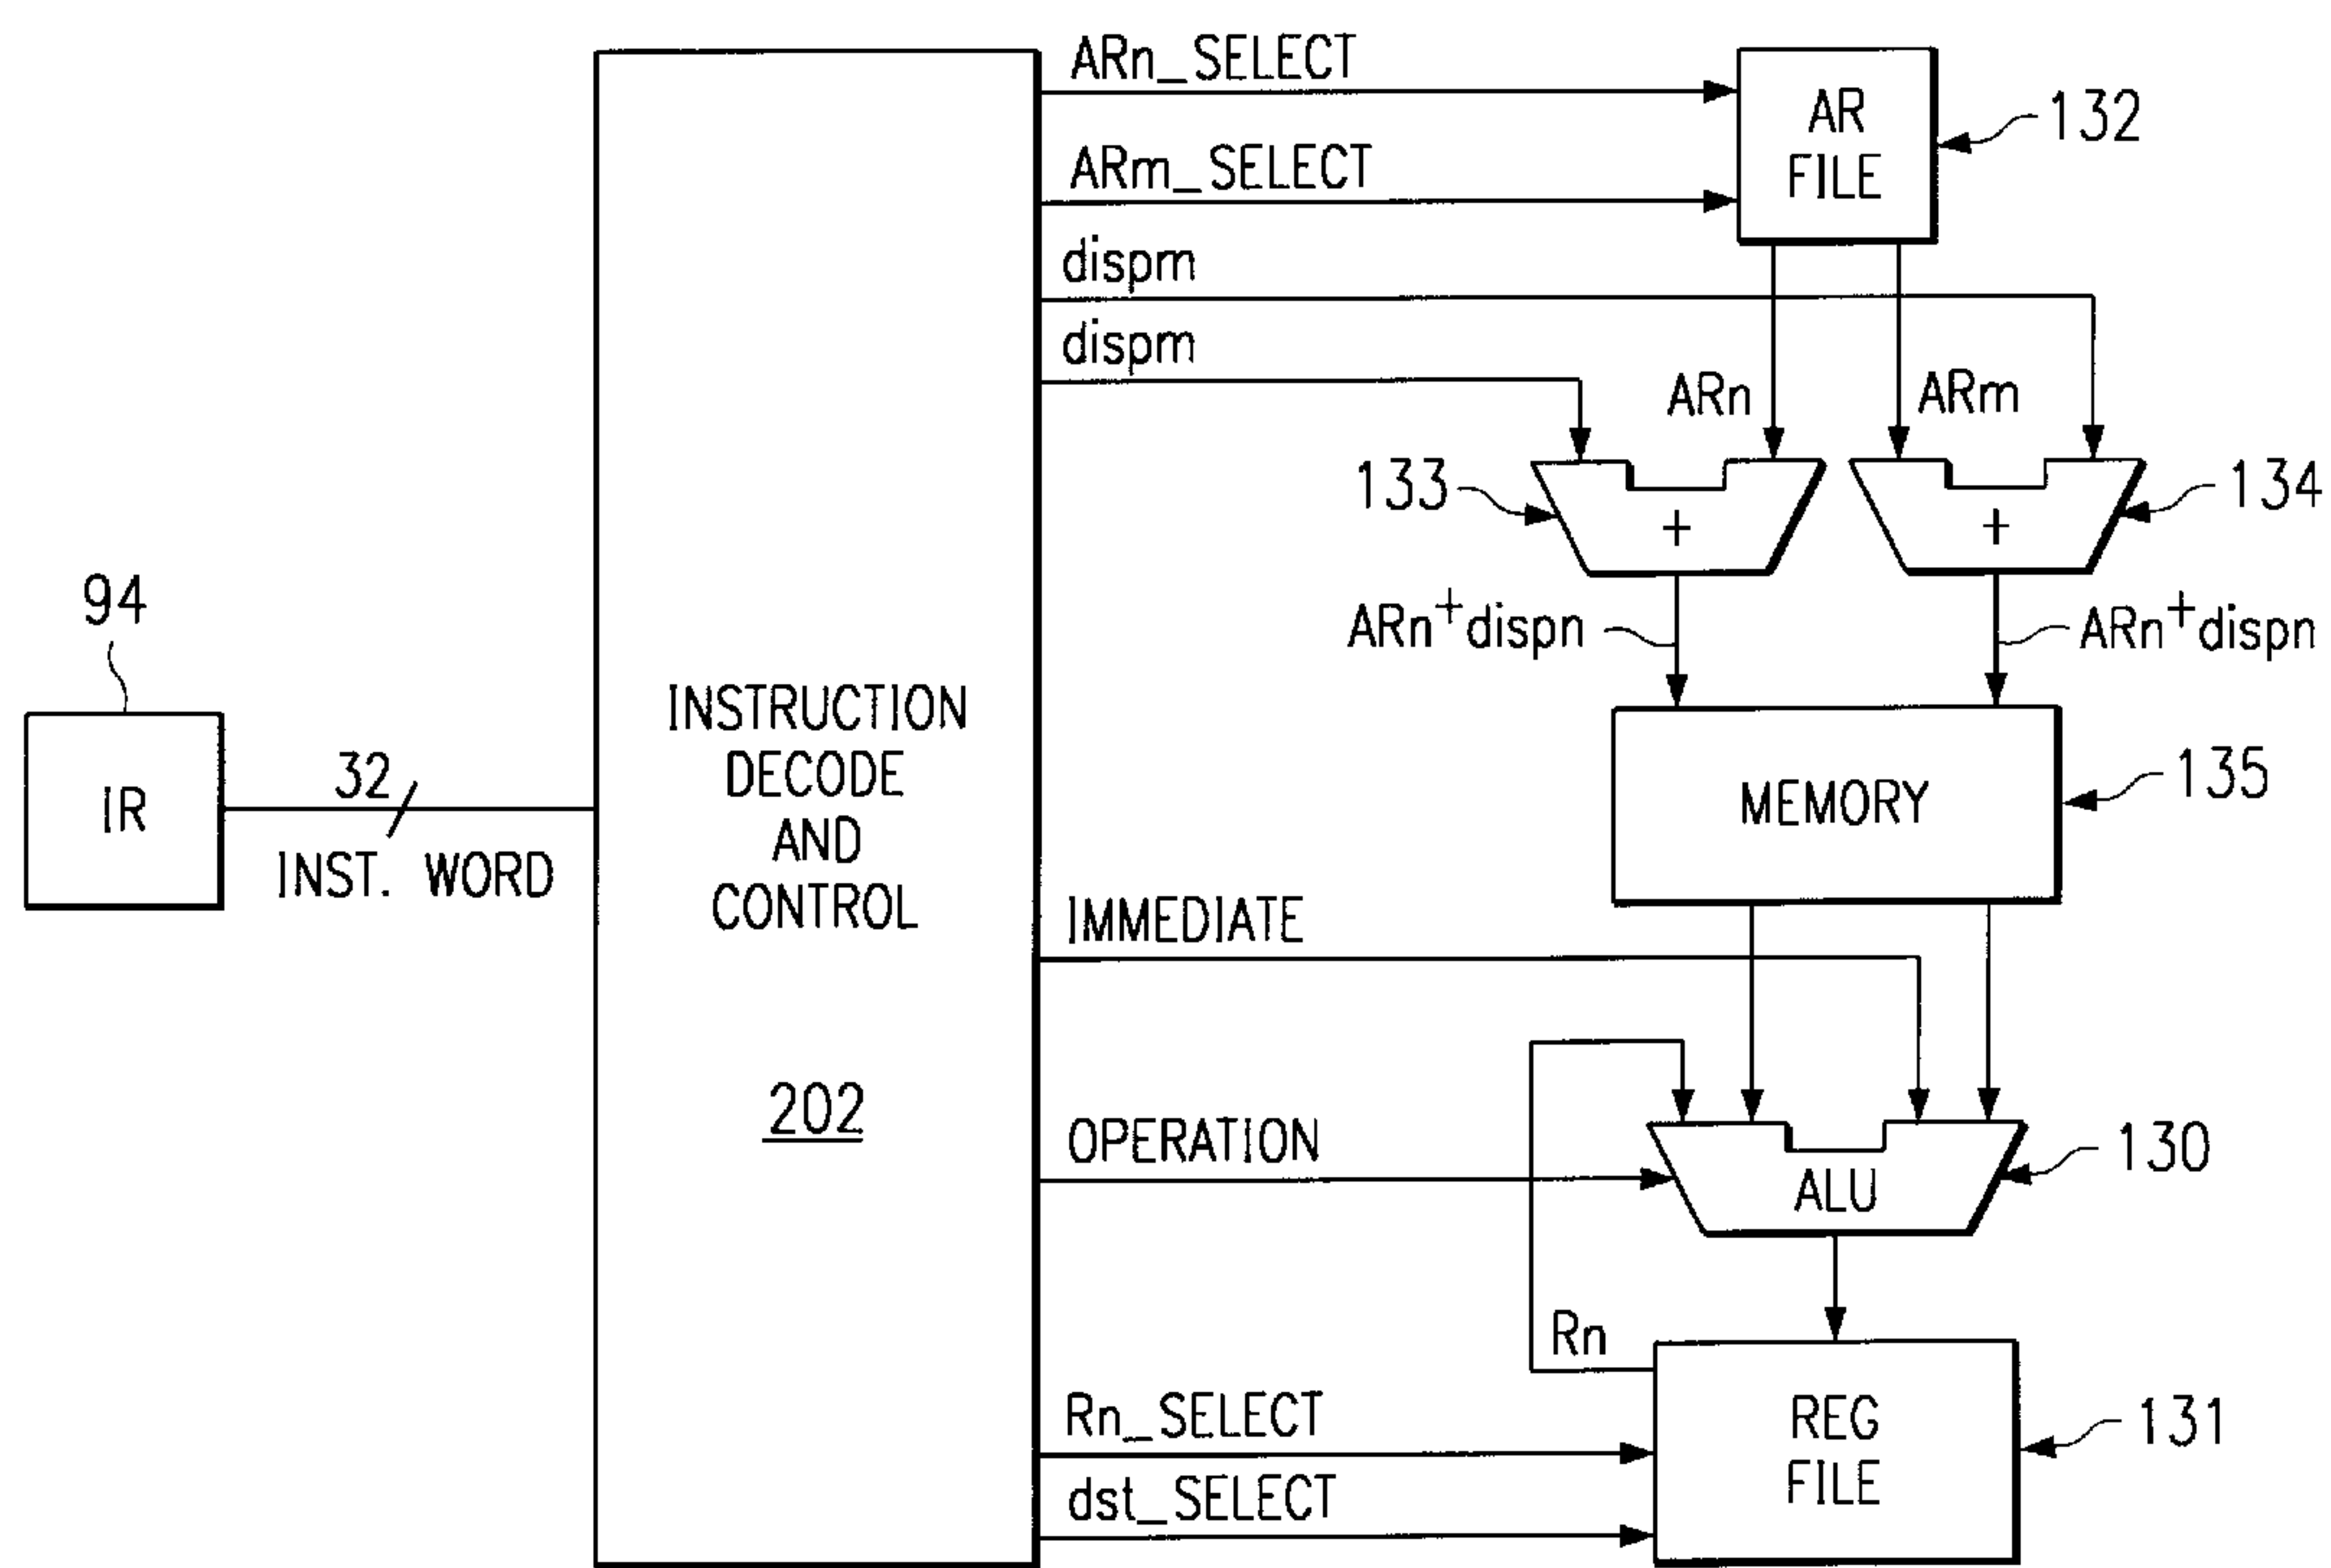 ARn_SELECT
AR
FILE
132
ARm_SELECT
dispm
dispm
ARn
ARm
133
+
+
134
94
ARn+dispn
ARn+dispn
INSTRUCTION
DECODE
AND
CONTROL
202
IR
32
INST. WORD
MEMORY
135
IMMEDIATE
OPERATION
ALU
130
Rn
Rn_SELECT
REG
FILE
131
dst_SELECT